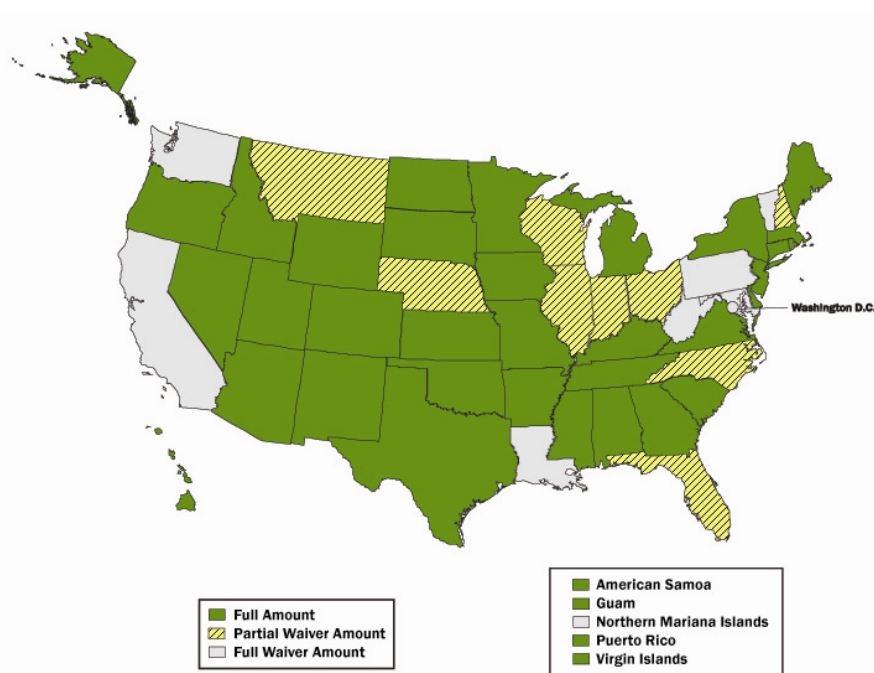 Washington D.C.
Full Amount
Partial Waiver Amount
Full Waiver Amount
American Samoa
Guam
Northern Mariana Islands
Puerto Rico
Virgin Islands